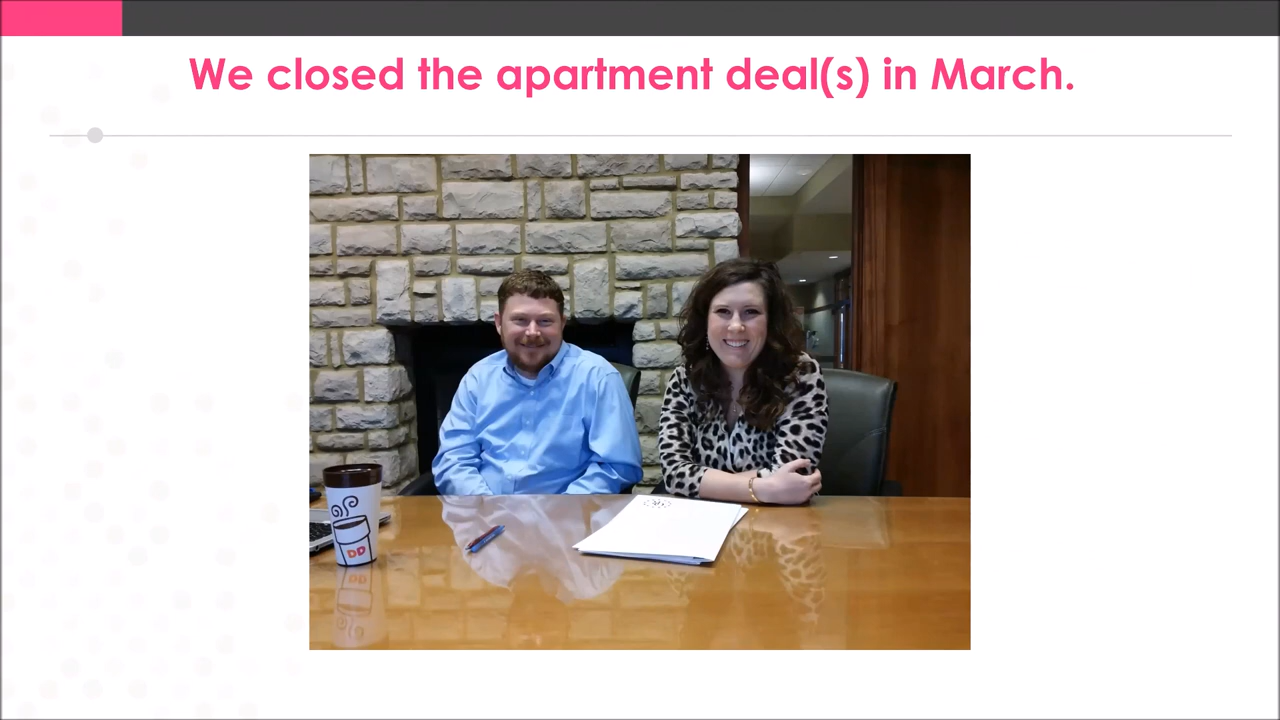 We closed the apartment deal(s) in March.
DD